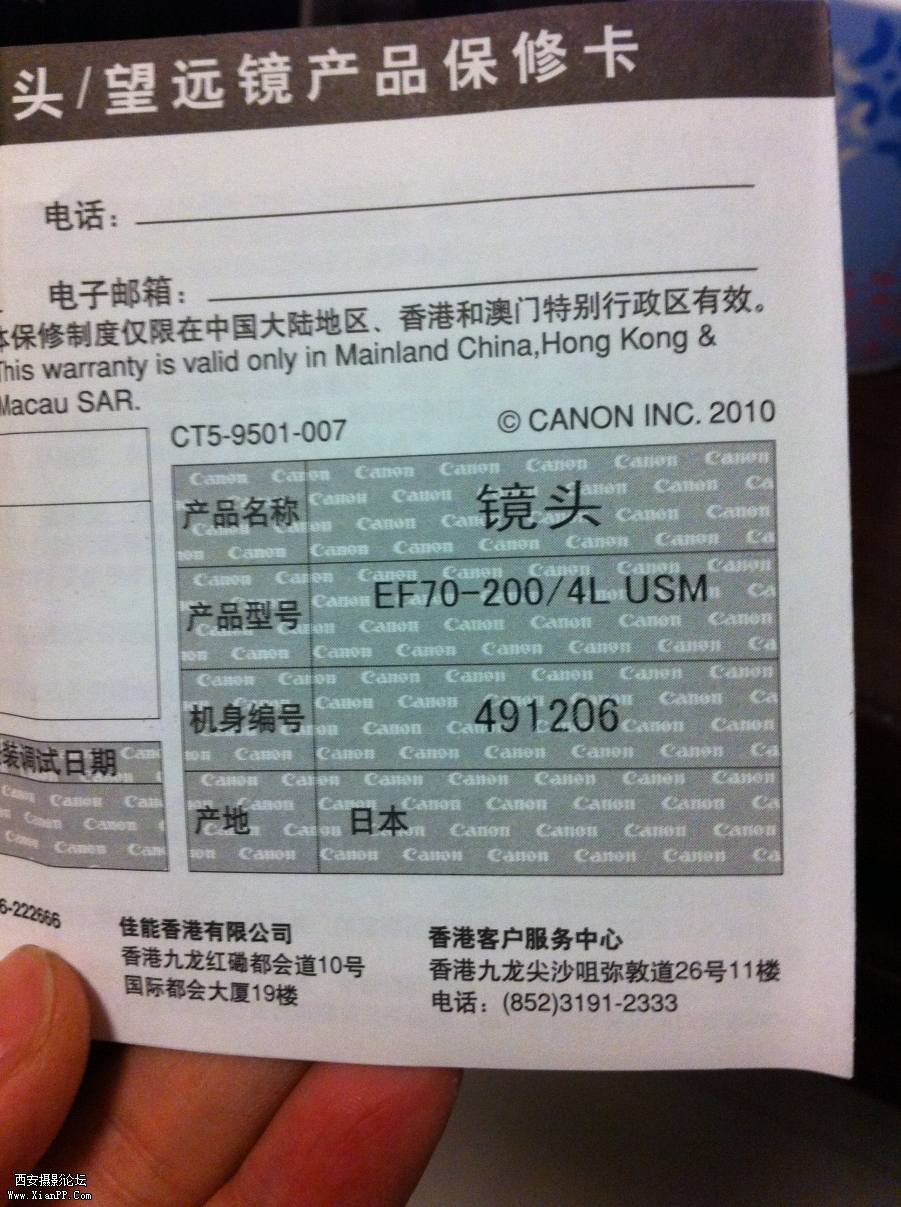 头/望远镜产品保修卡
电话：
电子邮箱：
保修制度仅限在中国大陆地区、香港和澳门特别行政区有效。
This warranty is valid only in Mainland China,Hong Kong &
Macau SAR.
CT5-9501-007 © CANON INC. 2010
产品名称 镜头
产品型号 EF70-200/4L USM
机身编号 491206
产地 日本
装调试日期
6-222666
佳能香港有限公司
香港九龙红磡都会道10号
国际都会大厦19楼
香港客户服务中心
香港九龙尖沙咀弥敦道26号11楼
电话：(852)3191-2333
西安摄影论坛
Www.XianPP.Com